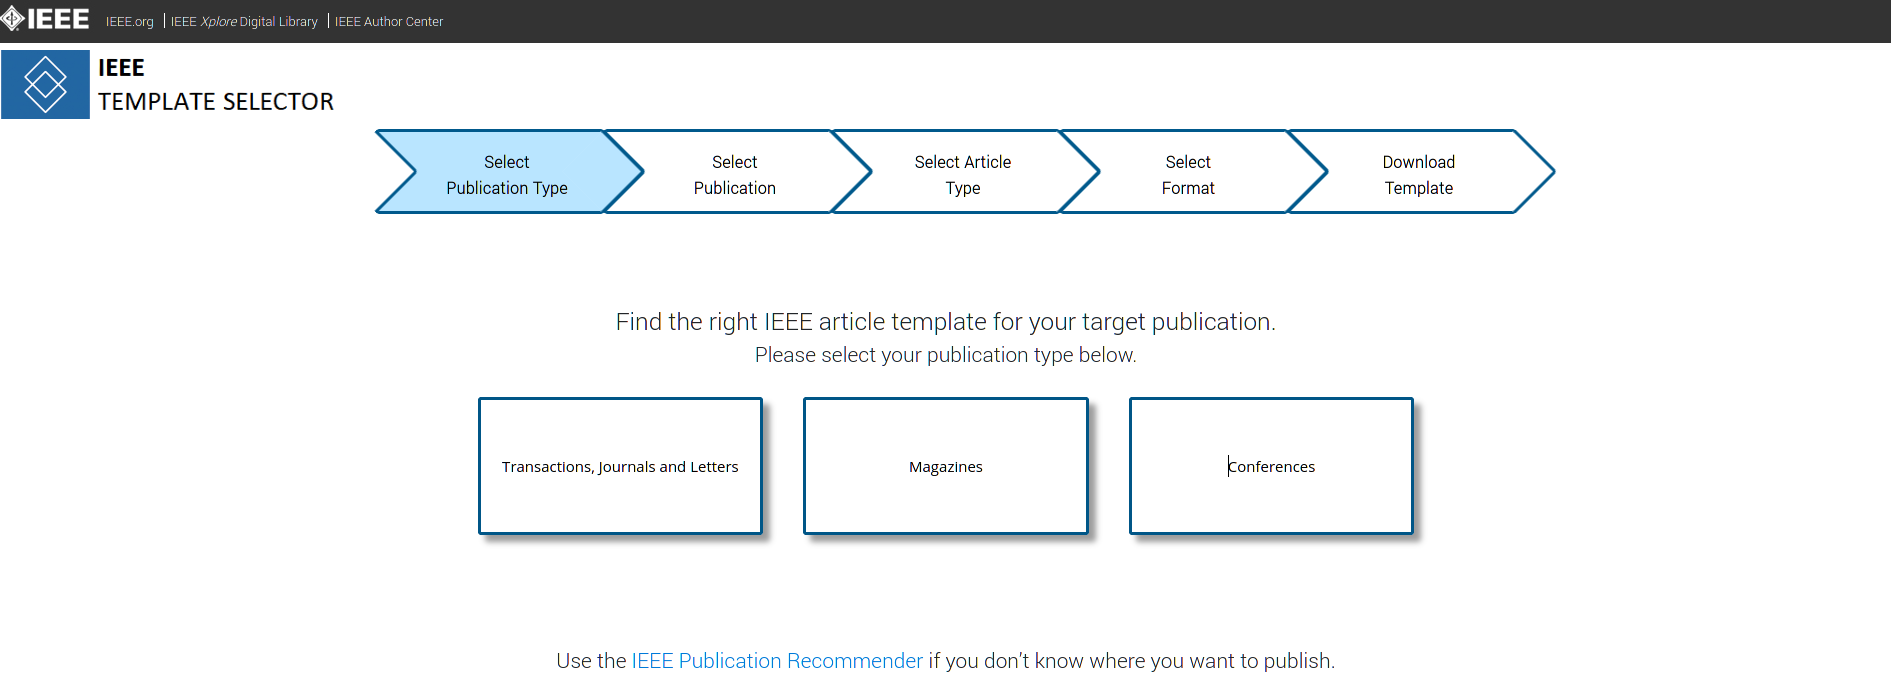 IEEE IEEE.org | IEEE Xplore Digital Library | IEEE Author Center
IEEE
TEMPLATE SELECTOR
Select
Publication Type
Select
Publication
Select Article
Type
Select
Format
Download
Template
Find the right IEEE article template for your target publication.
Please select your publication type below.
Transactions, Journals and Letters
Magazines
Conferences
Use the IEEE Publication Recommender if you don't know where you want to publish.